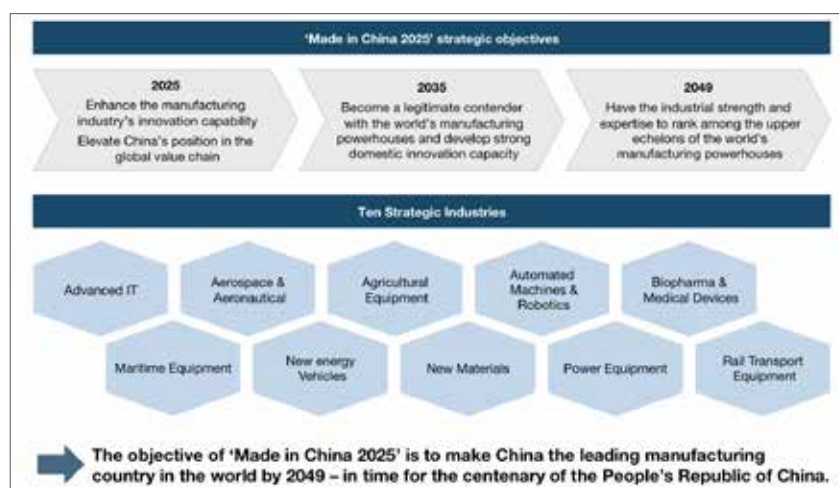 'Made in China 2025' strategic objectives
2025
Enhance the manufacturing
industry's innovation capability
Elevate China's position in the
global value chain
2035
Become a legitimate contender
with the world's manufacturing
powerhouses and develop strong
domestic innovation capacity
2049
Have the industrial strength and
expertise to rank among the upper
echelons of the world's
manufacturing powerhouses
Ten Strategic Industries
Advanced IT
Aerospace &
Aeronautical
Agricultural
Equipment
Automated
Machines &
Robotics
Biopharma &
Medical Devices
Maritime Equipment
New energy
Vehicles
New Materials
Power Equipment
Rail Transport
Equipment
The objective of 'Made in China 2025' is to make China the leading manufacturing
country in the world by 2049 – in time for the centenary of the People's Republic of China.